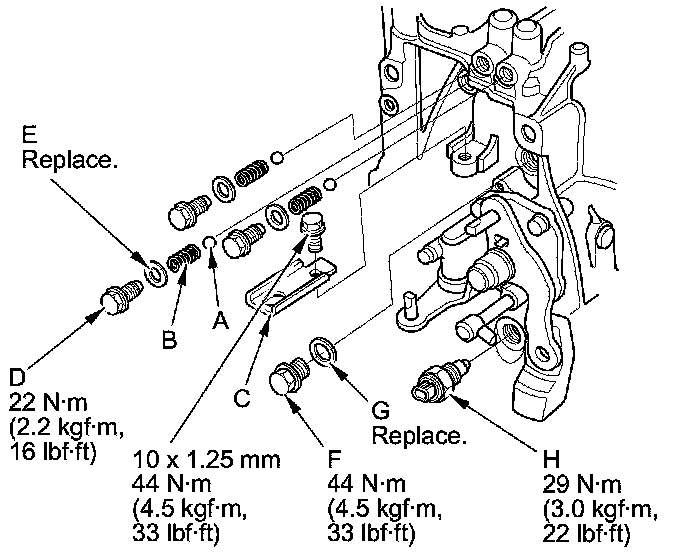 E
Replace.
A
B
C
D
22 N·m
(2.2 kgf·m,
16 lbf·ft)
10 x 1.25 mm
44 N·m
(4.5 kgf·m,
33 lbf·ft)
G
Replace.
F
44 N·m
(4.5 kgf·m,
33 lbf·ft)
H
29 N·m
(3.0 kgf·m,
22 lbf·ft)